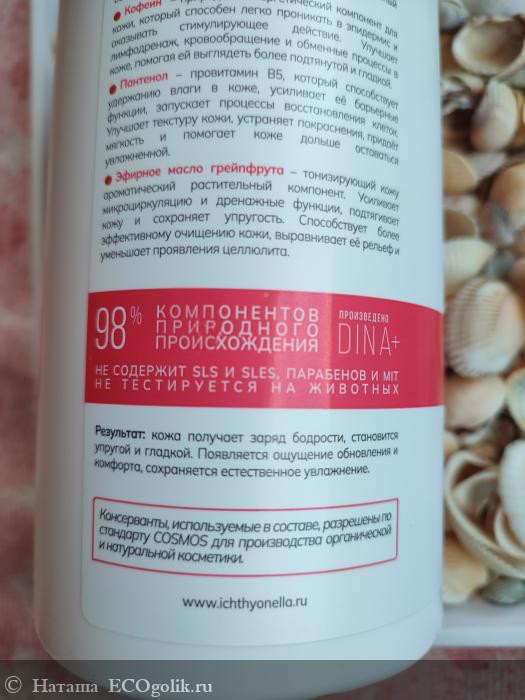 • Кофеин –
кожи, который способен легко проникать в эпидермис и
оказывать стимулирующее действие. Улучшает
лимфодренаж, кровообращение и обменные процессы в
коже, помогая ей выглядеть более подтянутой и гладкой.
• Пантенол – провитамин B5, который способствует
удержанию влаги в коже, усиливает её барьерные
функции, запускает процессы восстановления клеток.
Улучшает текстуру кожи, устраняет покраснения, придаёт
мягкость и помогает коже дольше оставаться
увлажненной.
• Эфирное масло грейпфрута – тонизирующий кожу
ароматический растительный компонент. Усиливает
микроциркуляцию и дренажные функции, подтягивает
кожу и сохраняет упругость. Способствует более
эффективному очищению кожи, выравнивает её рельеф и
уменьшает проявления целлюлита.
98% КОМПОНЕНТОВ
ПРИРОДНОГО
ПРОИСХОЖДЕНИЯ
ПРОИЗВЕДЕНО
DINA+
НЕ СОДЕРЖИТ SLS И SLES, ПАРАБЕНОВ И MIT
НЕ ТЕСТИРУЕТСЯ НА ЖИВОТНЫХ
Результат: кожа получает заряд бодрости, становится
упругой и гладкой. Появляется ощущение обновления и
комфорта, сохраняется естественное увлажнение.
Консерванты, используемые в составе, разрешены по
стандарту COSMOS для производства органической
и натуральной косметики.
www.ichthyonella.ru
© Наташа ECOgolik.ru